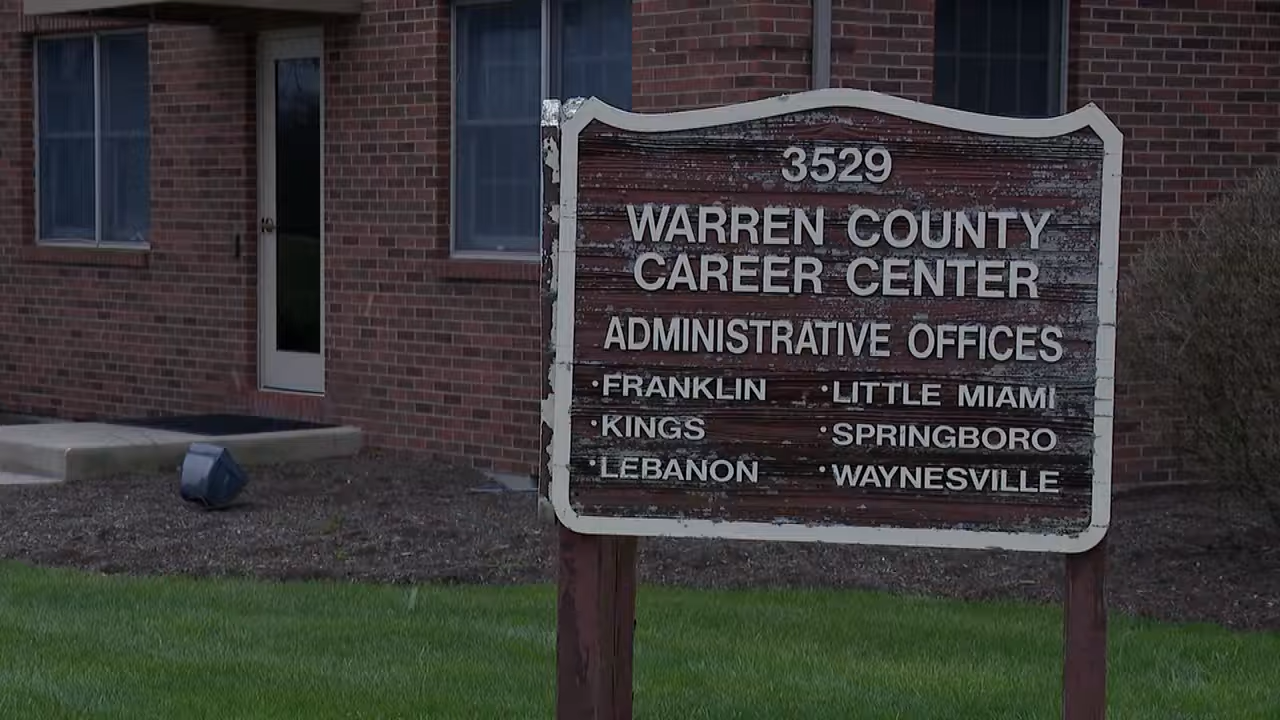 3529
WARREN COUNTY
CAREER CENTER
ADMINISTRATIVE OFFICES
·FRANKLIN ·LITTLE MIAMI
·KINGS ·SPRINGBORO
·LEBANON ·WAYNESVILLE